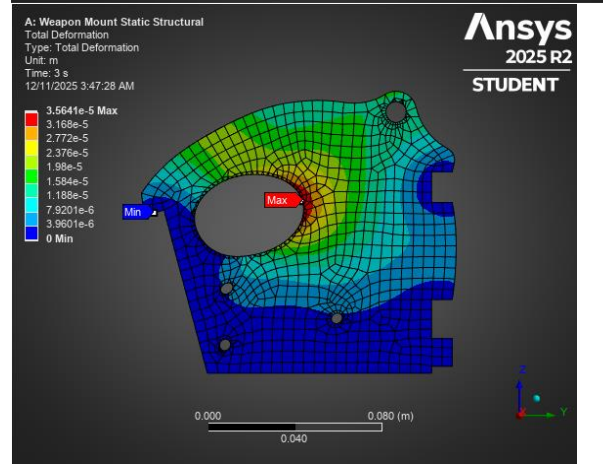 A: Weapon Mount Static Structural
Total Deformation
Type: Total Deformation
Unit: m
Time: 3 s
12/11/2025 3:47:28 AM
3.5641e-5 Max
3.168e-5
2.772e-5
2.376e-5
1.98e-5
1.584e-5
1.188e-5
7.9201e-6
3.9601e-6
0 Min
Ansys
2025 R2
STUDENT
Max
Min
0.000
0.080 (m)
0.040
Z
X
Y